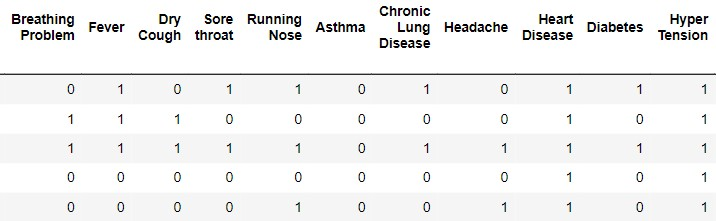 Breathing Problem Fever Dry Cough Sore throat Running Nose Asthma Chronic Lung Disease Headache Heart Disease Diabetes Hyper Tension
0 1 0 1 1 0 1 0 1 1 1
1 1 1 0 0 0 0 0 1 0 1
1 1 1 1 1 0 1 1 1 1 1
0 0 0 0 0 0 0 0 1 0 1
0 0 0 0 1 0 0 1 1 0 1